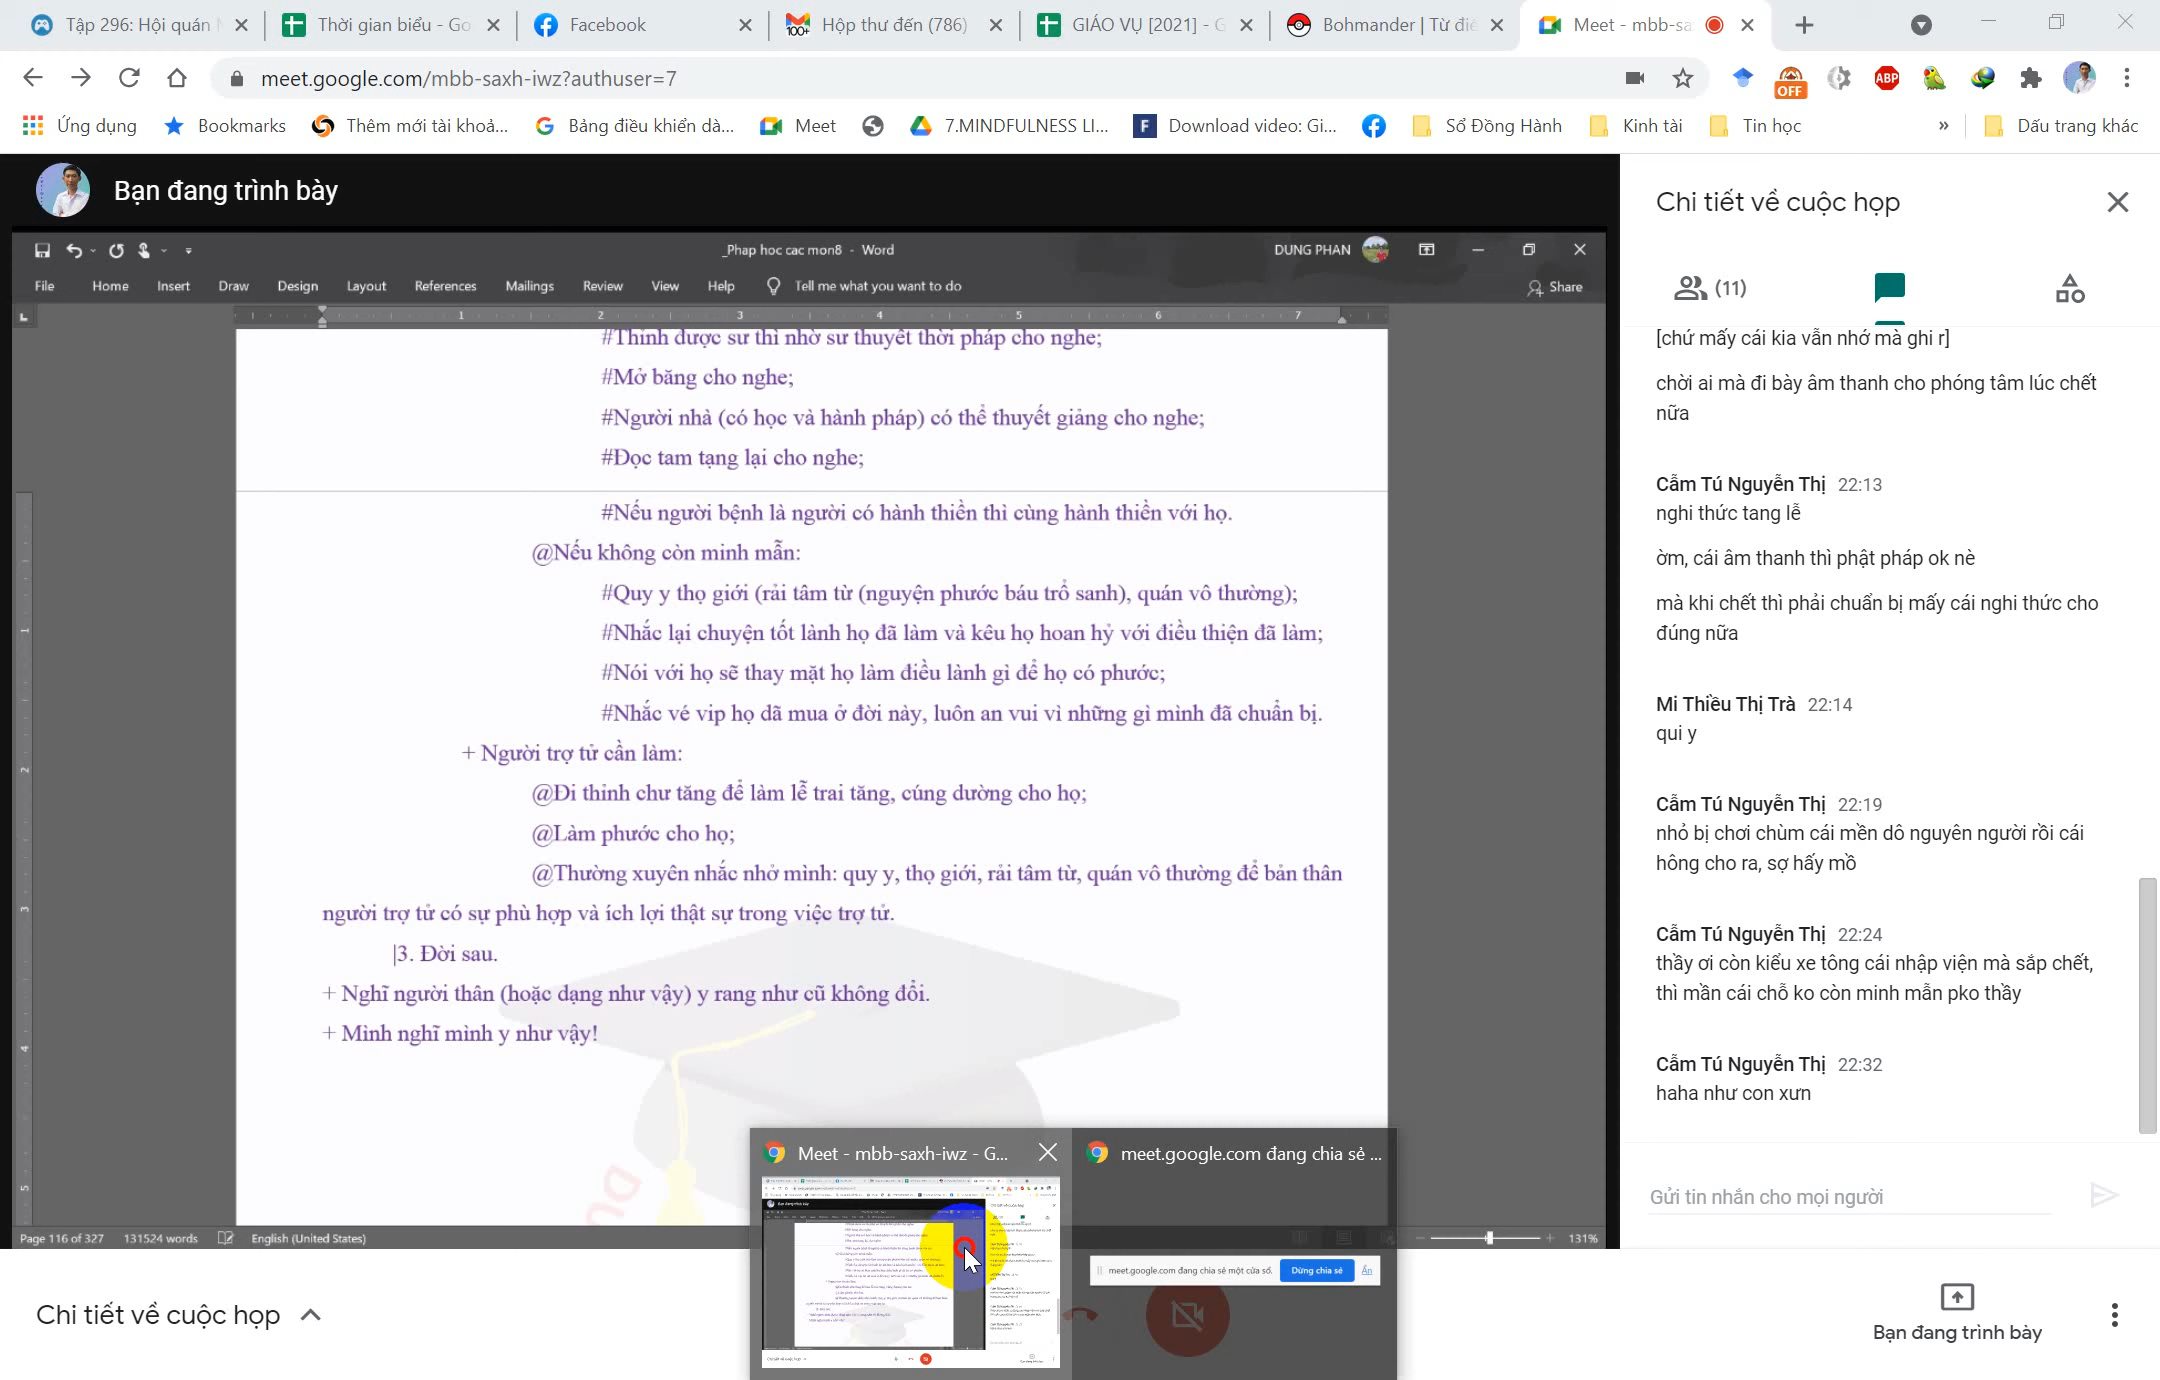 Tập 296: Hội quán
Thời gian biểu - Go
Facebook
Hộp thư đến (786)
GIÁO VỤ [2021] - G
Bohmander | Từ điể
Meet - mbb-sa
meet.google.com/mbb-saxh-iwz?authuser=7
ABP
OFF
Ứng dụng
Bookmarks
Thêm mới tài khoả...
Bảng điều khiển dà...
Meet
7.MINDFULNESS LI...
Download video: Gi...
Sổ Đồng Hành
Kinh tài
Tin học
»
Dấu trang khác
Bạn đang trình bày
_Phap hoc cac mon8 - Word
DUNG PHAN
File Home Insert Draw Design Layout References Mailings Review View Help Tell me what you want to do
Share
1 2 3 4 5 6 7
#Thỉnh được sư thì nhờ sư thuyết thời pháp cho nghe;
#Mở băng cho nghe;
#Người nhà (có học và hành pháp) có thể thuyết giảng cho nghe;
#Đọc tam tạng lại cho nghe;
#Nếu người bệnh là người có hành thiền thì cùng hành thiền với họ.
@Nếu không còn minh mẫn:
#Quy y thọ giới (rải tâm từ (nguyện phước báu trổ sanh), quán vô thường);
#Nhắc lại chuyện tốt lành họ đã làm và kêu họ hoan hỷ với điều thiện đã làm;
#Nói với họ sẽ thay mặt họ làm điều lành gì để họ có phước;
#Nhắc vé vip họ dã mua ở đời này, luôn an vui vì những gì mình đã chuẩn bị.
+ Người trợ tử cần làm:
@Đi thỉnh chư tăng để làm lễ trai tăng, cúng dường cho họ;
@Làm phước cho họ;
@Thường xuyên nhắc nhở mình: quy y, thọ giới, rải tâm từ, quán vô thường để bản thân
người trợ tử có sự phù hợp và ích lợi thật sự trong việc trợ tử.
3. Đời sau.
+ Nghĩ người thân (hoặc dạng như vậy) y rang như cũ không đổi.
+ Mình nghĩ mình y như vậy!
Page 116 of 327
131524 words
English (United States)
131%
Chi tiết về cuộc họp
(11)
[chứ mấy cái kia vẫn nhớ mà ghi r]
chời ai mà đi bày âm thanh cho phóng tâm lúc chết
nữa
Cẩm Tú Nguyễn Thị 22:13
nghi thức tang lễ
ờm, cái âm thanh thì phật pháp ok nè
mà khi chết thì phải chuẩn bị mấy cái nghi thức cho
đúng nữa
Mi Thiều Thị Trà 22:14
qui y
Cẩm Tú Nguyễn Thị 22:19
nhỏ bị chơi chùm cái mền dô nguyên người rồi cái
hông cho ra, sợ hấy mồ
Cẩm Tú Nguyễn Thị 22:24
thầy ơi còn kiểu xe tông cái nhập viện mà sắp chết,
thì mần cái chỗ ko còn minh mẫn pko thầy
Cẩm Tú Nguyễn Thị 22:32
haha như con xưn
Gửi tin nhắn cho mọi người
Meet - mbb-saxh-iwz - G...
meet.google.com đang chia sẻ ...
meet.google.com đang chia sẻ một cửa sổ.
Dừng chia sẻ
Ẩn
Chi tiết về cuộc họp
Bạn đang trình bày